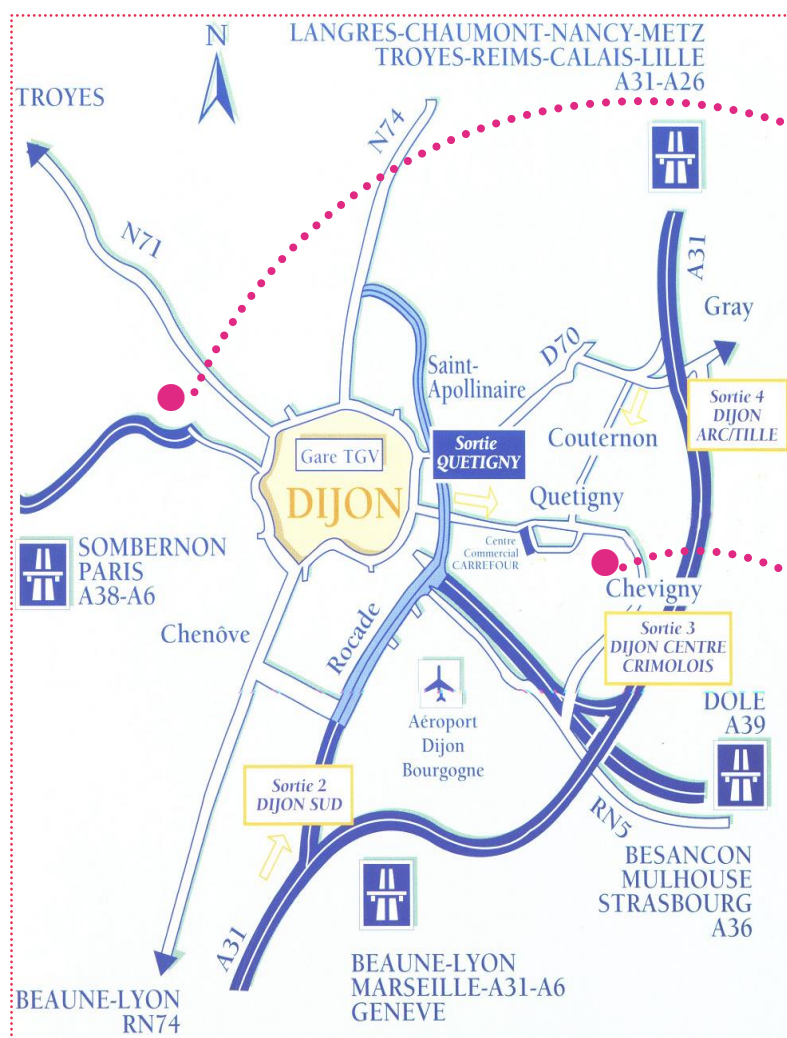 N
LANGRES-CHAUMONT-NANCY-METZ
TROYES-REIMS-CALAIS-LILLE
A31-A26
TROYES
N74
N71
A31
Gray
D70
Saint-
Apollinaire
Sortie 4
DIJON
ARC/TILLE
Sortie
QUETIGNY
Couternon
Gare TGV
DIJON
Quetigny
Centre
Commercial
CARREFOUR
SOMBERNON
PARIS
A38-A6
Chevigny
Chenôve
Rocade
Sortie 3
DIJON CENTRE
CRIMOLOIS
Aéroport
Dijon
Bourgogne
DOLE
A39
Sortie 2
DIJON SUD
RN5
BESANCON
MULHOUSE
STRASBOURG
A36
A31
BEAUNE-LYON
MARSEILLE-A31-A6
GENEVE
BEAUNE-LYON
RN74